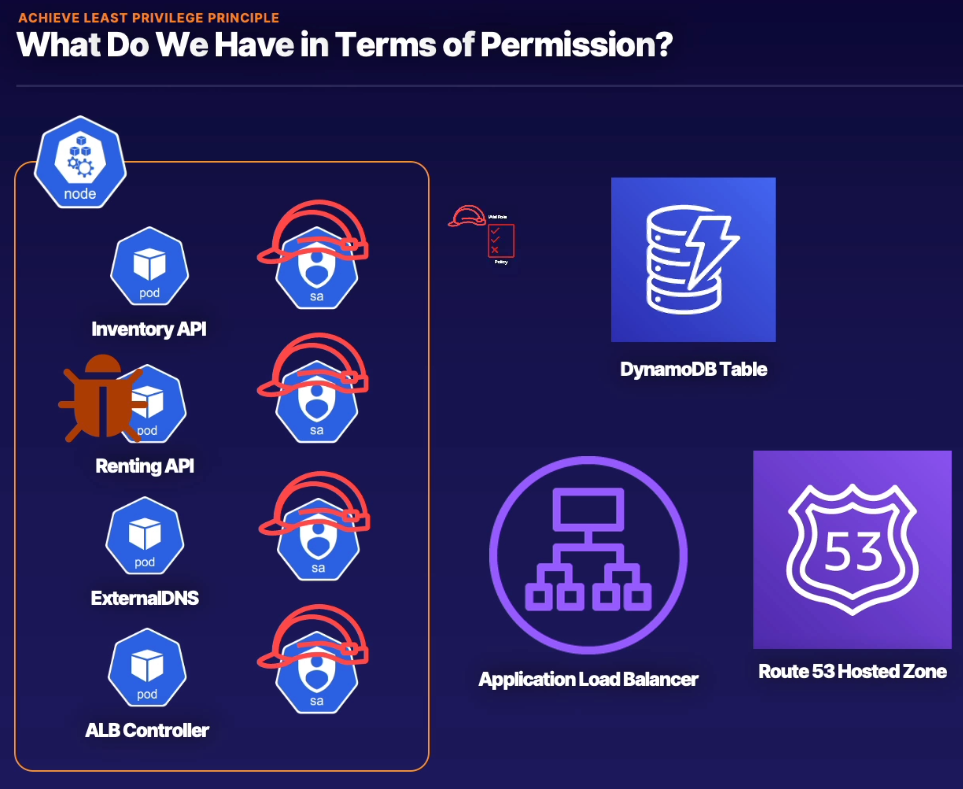 ACHIEVE LEAST PRIVILEGE PRINCIPLE
What Do We Have in Terms of Permission?
node
pod
sa
Inventory API
pod
sa
Renting API
pod
sa
ExternalDNS
pod
sa
ALB Controller
Policy
DynamoDB Table
Application Load Balancer
53
Route 53 Hosted Zone